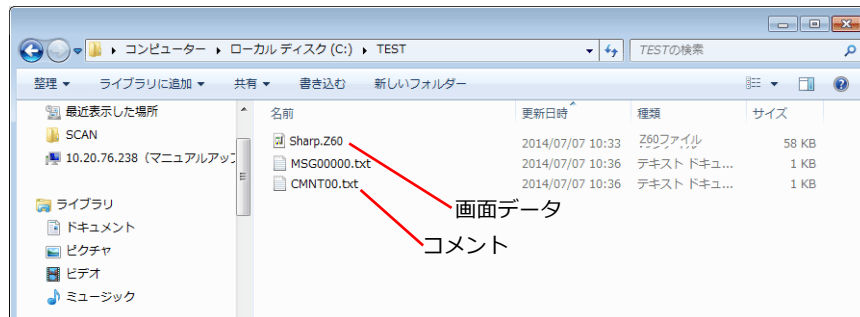 コンピューター ▸ ローカル ディスク (C:) ▸ TEST
TESTの検索
整理 ▼ ライブラリに追加 ▼ 共有 ▼ 書き込む 新しいフォルダー
最近表示した場所
SCAN
10.20.76.238（マニュアルアップ
ライブラリ
ドキュメント
ピクチャ
ビデオ
ミュージック
名前 更新日時 種類 サイズ
Sharp.Z60 2014/07/07 10:33 Z60ファイル 58 KB
MSG00000.txt 2014/07/07 10:36 テキスト ドキュ... 1 KB
CMNT00.txt 2014/07/07 10:36 テキスト ドキュ... 1 KB
画面データ
コメント